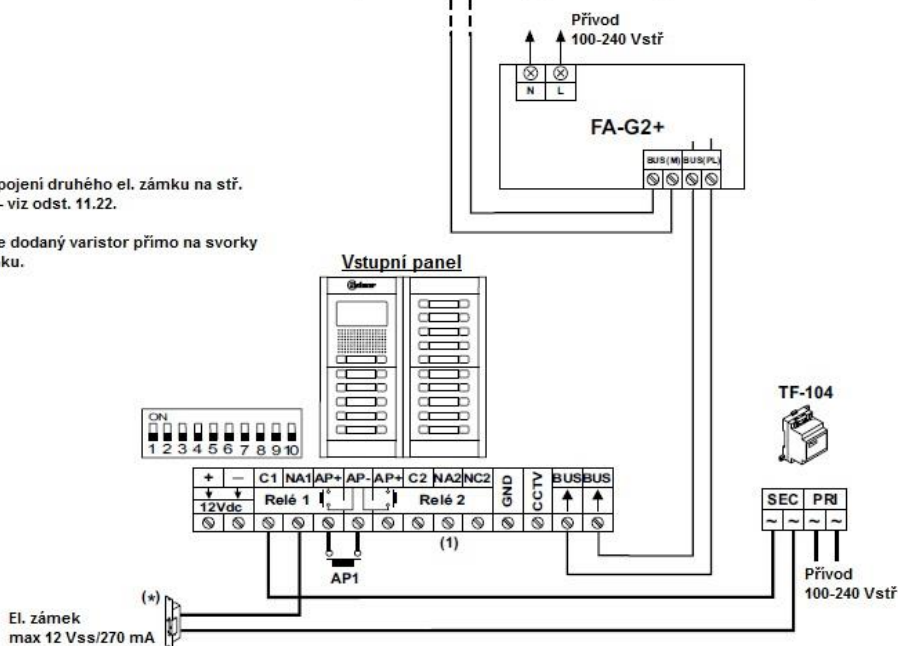 Přívod
100-240 Vstř
N L
FA-G2+
BUS(M) BUS(PL)
pojení druhého el. zámku na stř.
- viz odst. 11.22.
e dodaný varistor přímo na svorky
ku.
Vstupní panel
TF-104
ON
1 2 3 4 5 6 7 8 9 10
+ – C1 NA1 AP+ AP- AP+ C2 NA2 NC2 GND CCTV BUS BUS
12Vdc Relé 1 Relé 2
SEC PRI
~ ~ ~ ~
(1)
AP1
Přívod
100-240 Vstř
(*)
El. zámek
max 12 Vss/270 mA